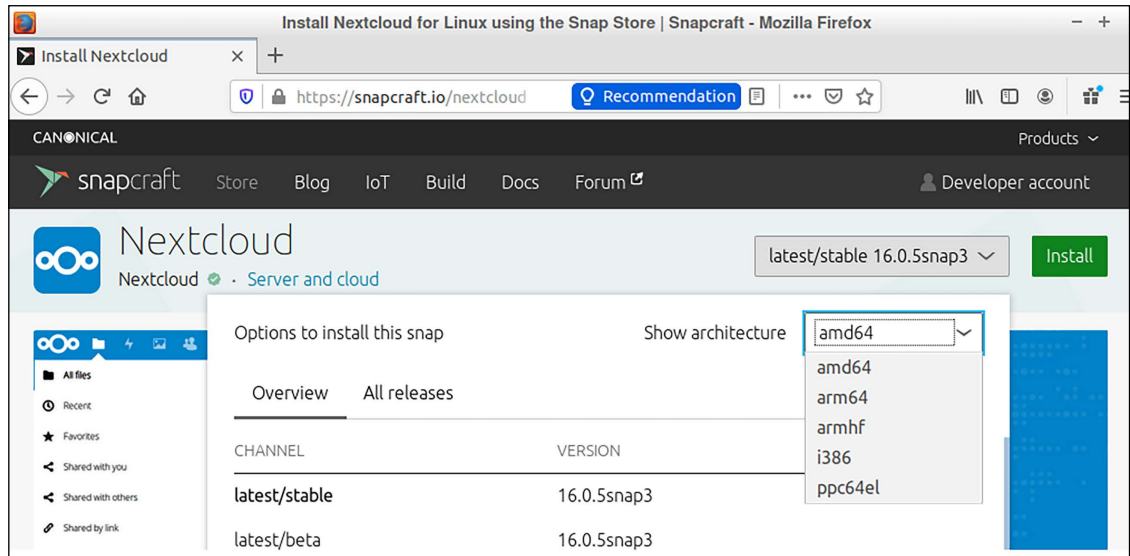 Install Nextcloud for Linux using the Snap Store | Snapcraft - Mozilla Firefox
Install Nextcloud
https://snapcraft.io/nextcloud
Recommendation
CANONICAL
Products
snapcraft
Store Blog IoT Build Docs Forum
Developer account
Nextcloud
Nextcloud · Server and cloud
latest/stable 16.0.5snap3
Install
All files
Recent
Favorites
Shared with you
Shared with others
Shared by link
Options to install this snap
Show architecture
amd64
amd64
arm64
armhf
i386
ppc64el
Overview All releases
CHANNEL VERSION
latest/stable 16.0.5snap3
latest/beta 16.0.5snap3